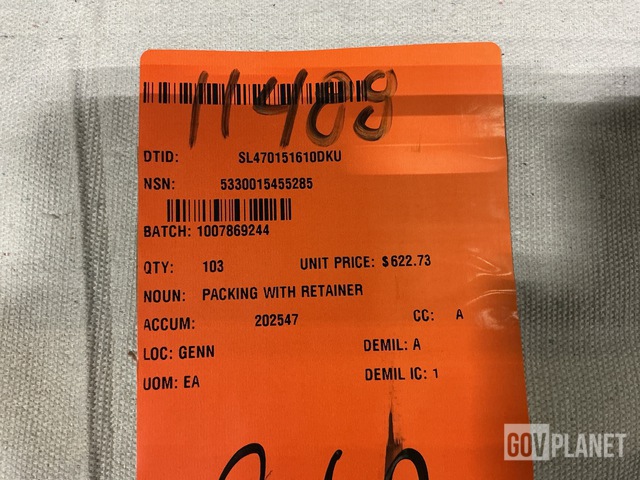 11408
DTID: SL470151610DKU
NSN: 5330015455285
BATCH: 1007869244
QTY: 103 UNIT PRICE: $622.73
NOUN: PACKING WITH RETAINER
ACCUM: 202547 CC: A
LOC: GENN DEMIL: A
UOM: EA DEMIL IC: 1
GOVPLANET